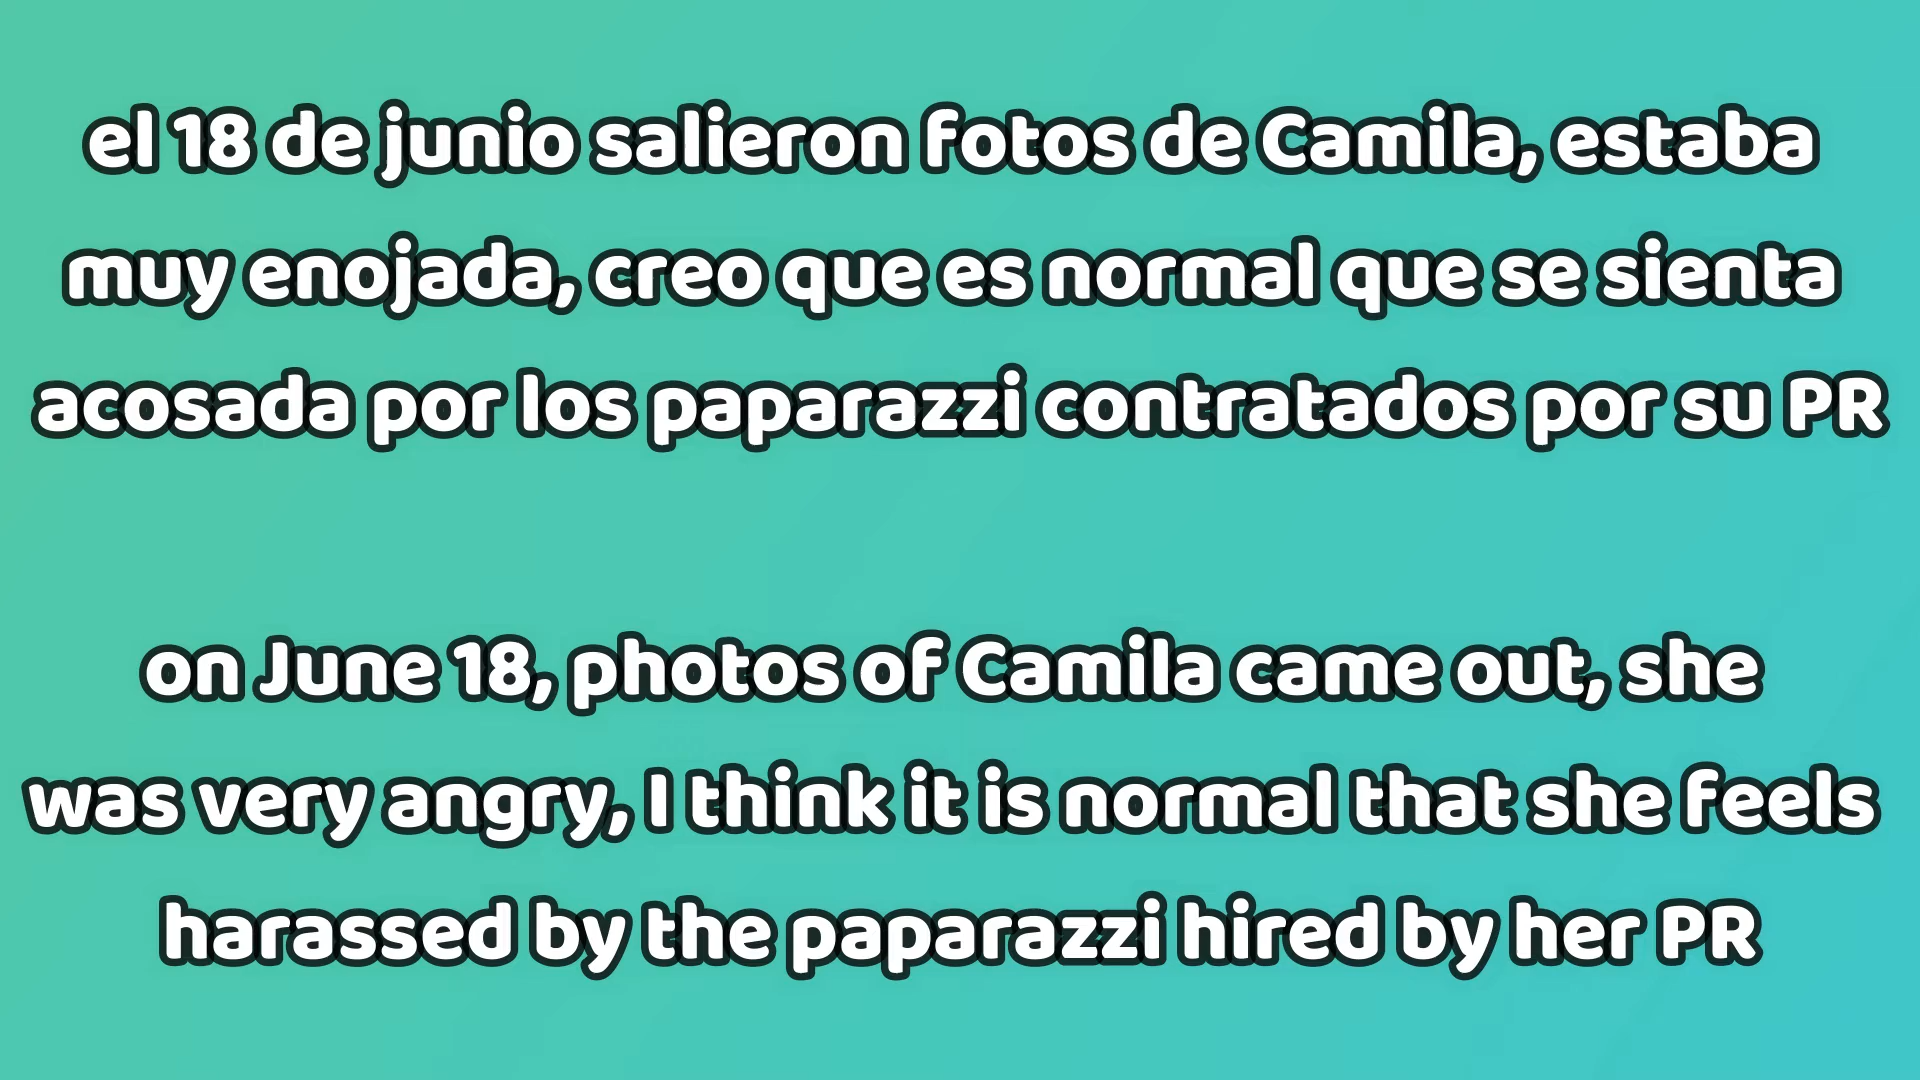 el 18 de junio salieron fotos de Camila, estaba
muy enojada, creo que es normal que se sienta
acosada por los paparazzi contratados por su PR
on June 18, photos of Camila came out, she
was very angry, I think it is normal that she feels
harassed by the paparazzi hired by her PR